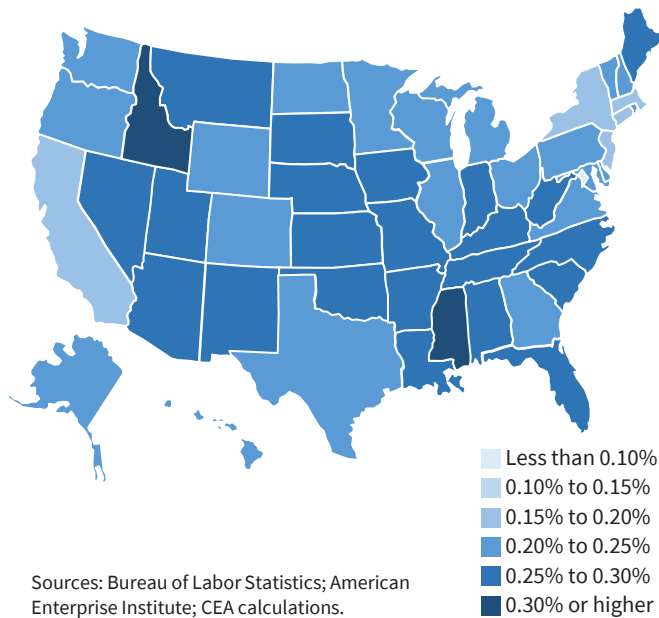 Less than 0.10%
0.10% to 0.15%
0.15% to 0.20%
0.20% to 0.25%
0.25% to 0.30%
0.30% or higher
Sources: Bureau of Labor Statistics; American
Enterprise Institute; CEA calculations.